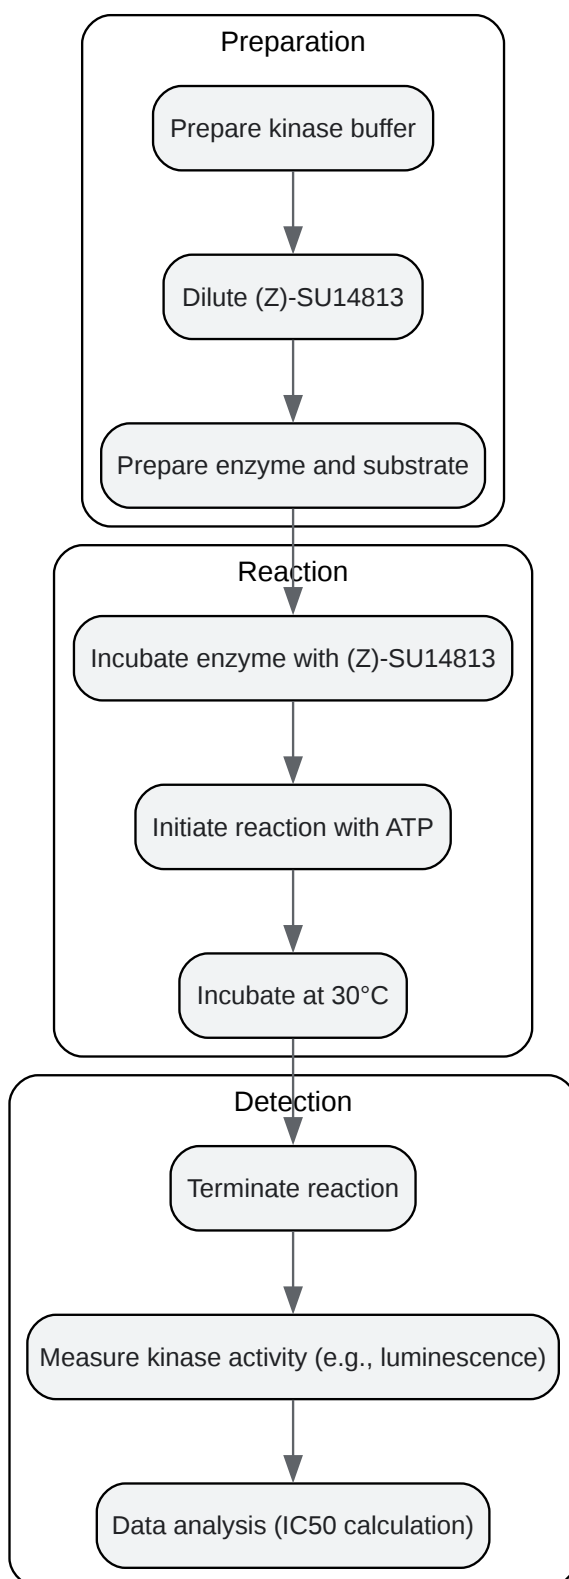 Preparation
Prepare kinase buffer
Dilute (Z)-SU14813
Prepare enzyme and substrate
Reaction
Incubate enzyme with (Z)-SU14813
Initiate reaction with ATP
Incubate at 30°C
Detection
Terminate reaction
Measure kinase activity (e.g., luminescence)
Data analysis (IC50 calculation)